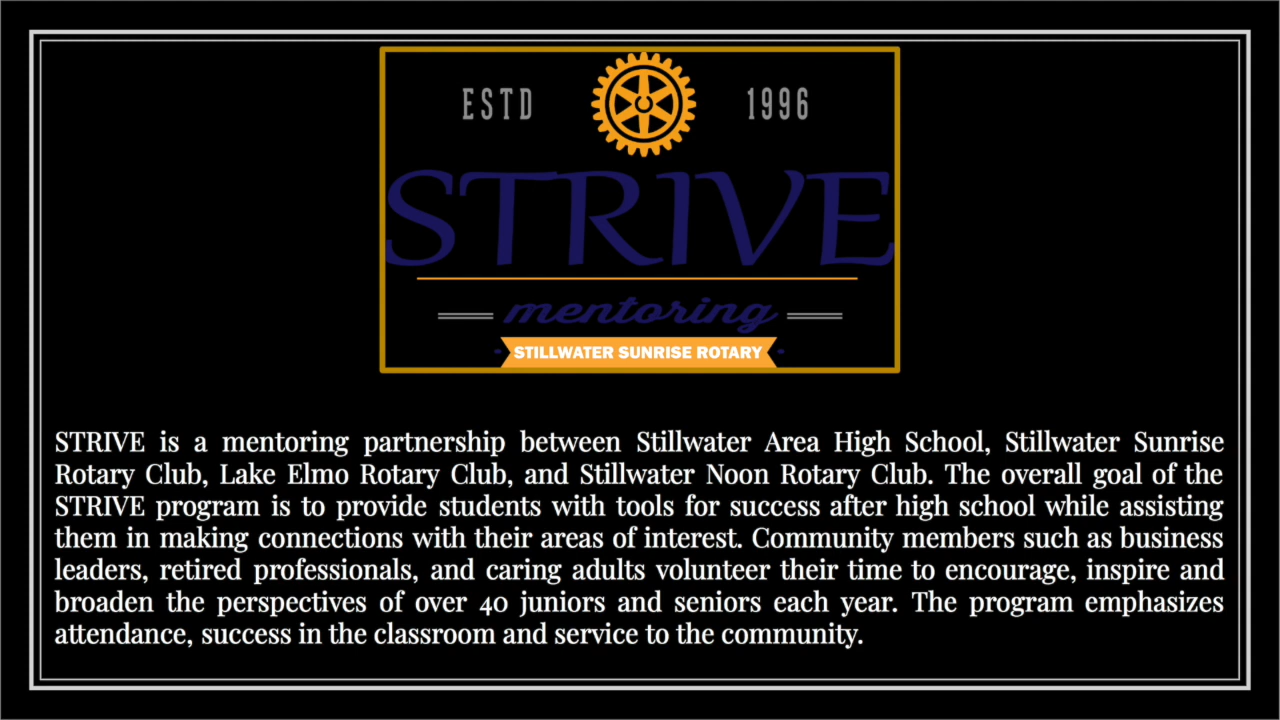 ESTD 1996
STRIVE
mentoring
STILLWATER SUNRISE ROTARY
STRIVE is a mentoring partnership between Stillwater Area High School, Stillwater Sunrise
Rotary Club, Lake Elmo Rotary Club, and Stillwater Noon Rotary Club. The overall goal of the
STRIVE program is to provide students with tools for success after high school while assisting
them in making connections with their areas of interest. Community members such as business
leaders, retired professionals, and caring adults volunteer their time to encourage, inspire and
broaden the perspectives of over 40 juniors and seniors each year. The program emphasizes
attendance, success in the classroom and service to the community.